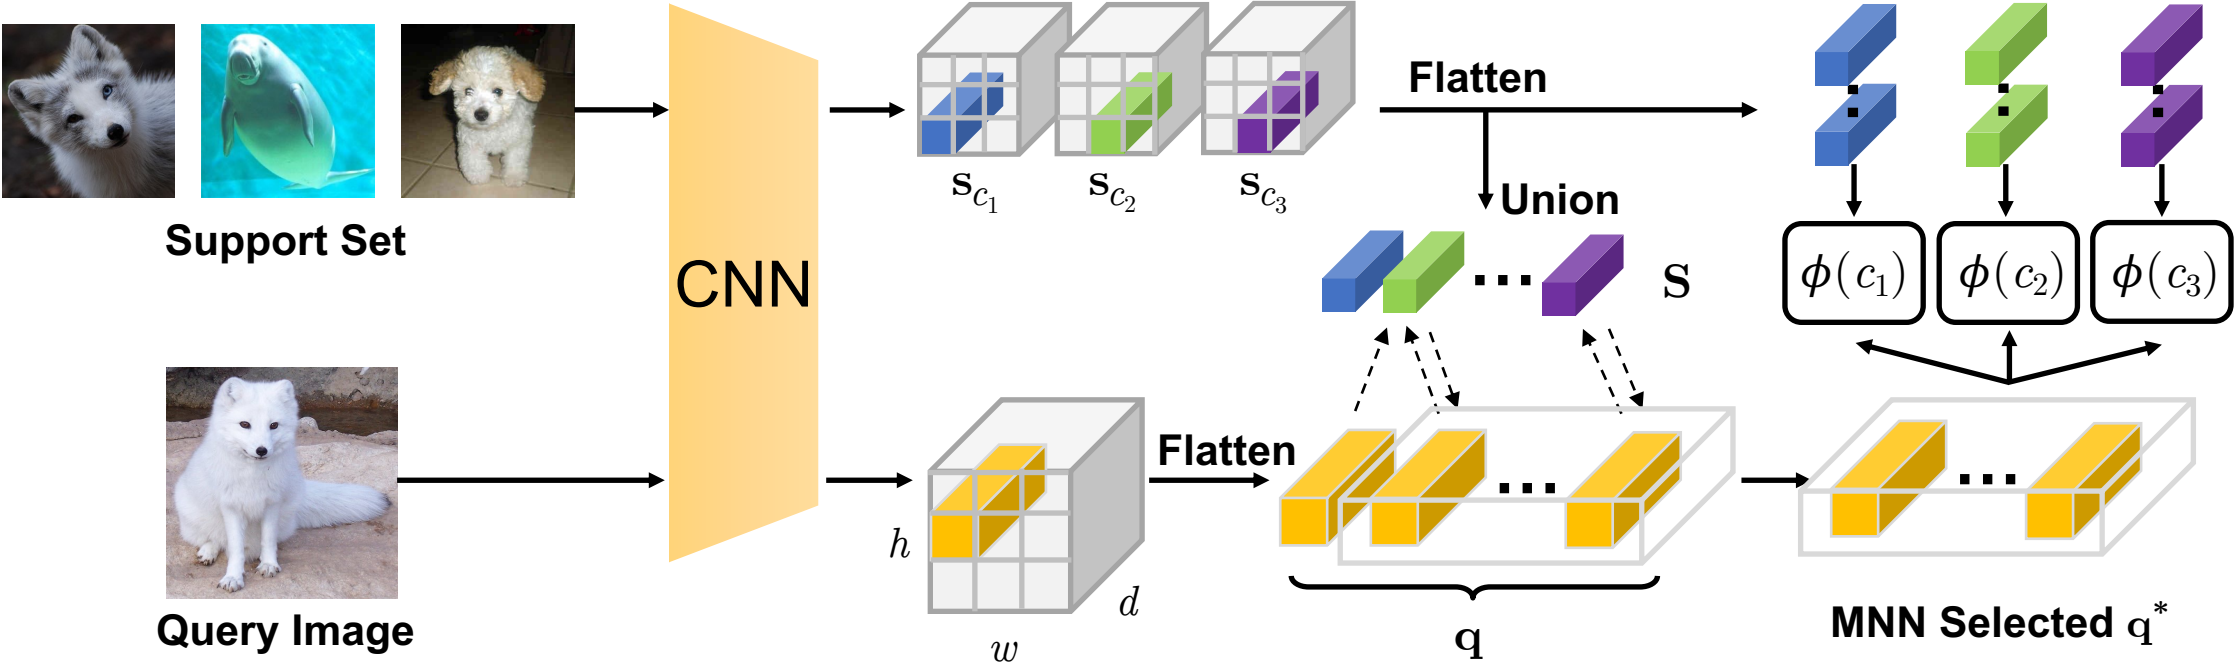 Support Set
CNN
s_{c_1}
s_{c_2}
s_{c_3}
Flatten
Union
S
ϕ(c_1)
ϕ(c_2)
ϕ(c_3)
Query Image
h
w
d
Flatten
q
MNN Selected q^*